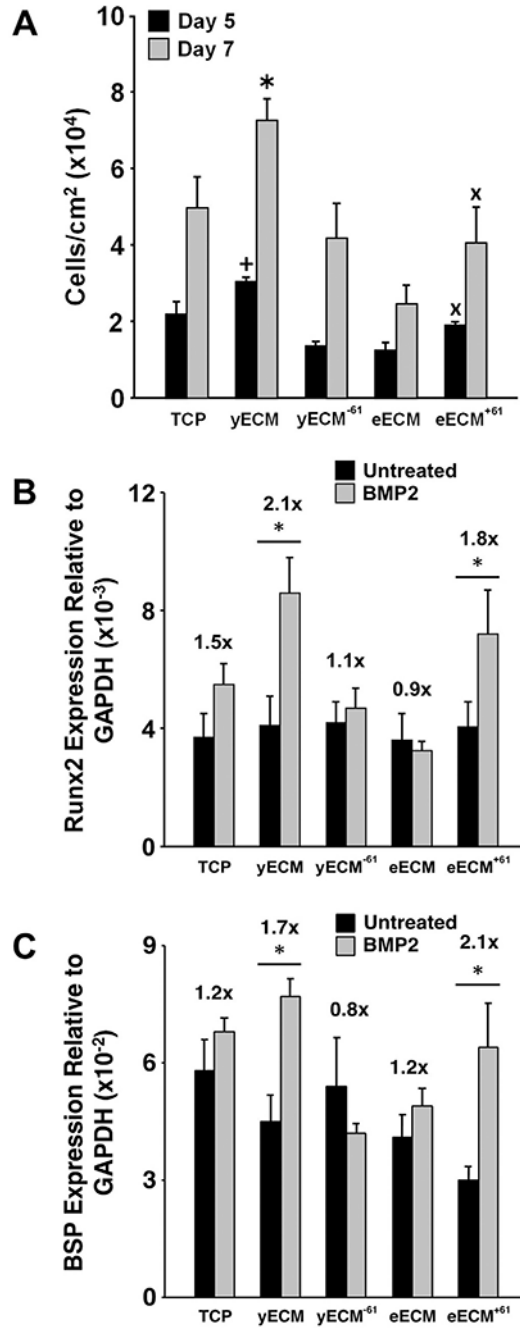 A
Day 5
Day 7
Cells/cm² (x10⁴)
10
8
6
4
2
0
*
+
x
x
TCP yECM yECM⁻⁶¹ eECM eECM⁺⁶¹
B
Untreated
BMP2
Runx2 Expression Relative to
GAPDH (x10⁻³)
12
8
4
0
1.5x
2.1x
*
1.1x
0.9x
1.8x
*
TCP yECM yECM⁻⁶¹ eECM eECM⁺⁶¹
C
Untreated
BMP2
BSP Expression Relative to
GAPDH (x10⁻²)
9
6
3
0
1.2x
1.7x
*
0.8x
1.2x
2.1x
*
TCP yECM yECM⁻⁶¹ eECM eECM⁺⁶¹